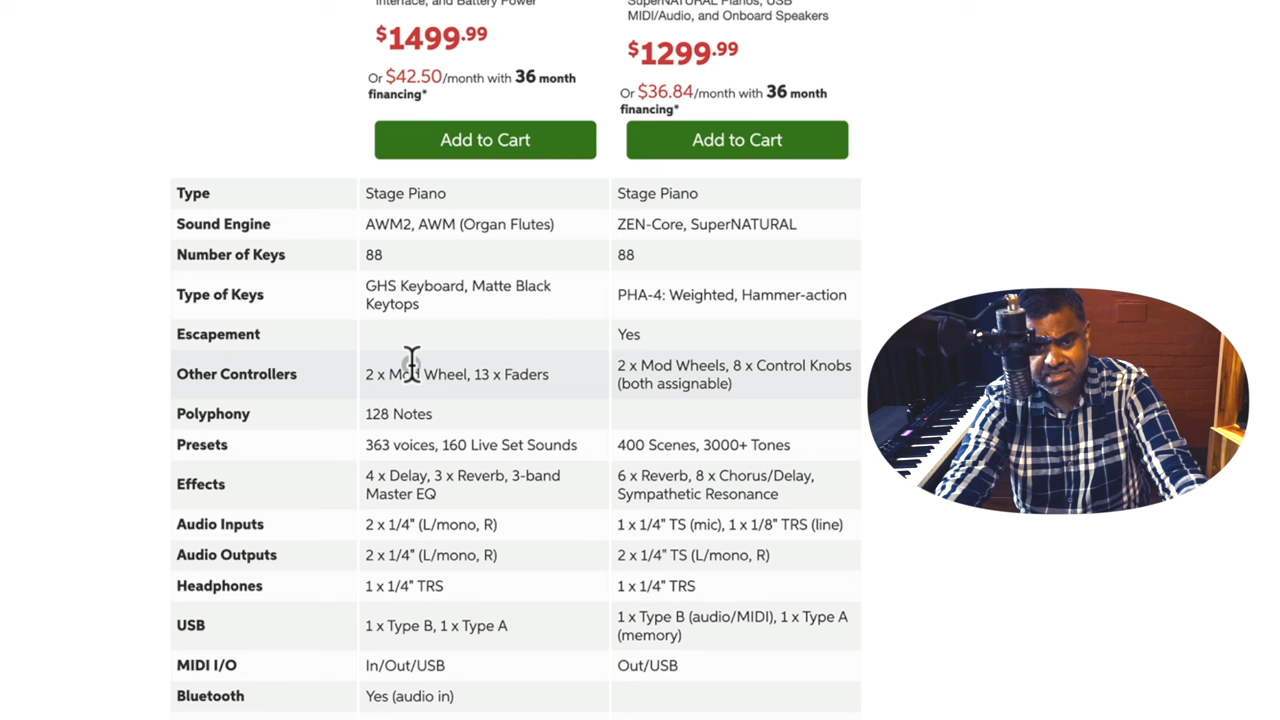 Interface, and Battery Power
SuperNATURAL Pianos, USB
MIDI/Audio, and Onboard Speakers
$1499.99
$1299.99
Or $42.50/month with 36 month
financing*
Or $36.84/month with 36 month
financing*
Add to Cart
Add to Cart
Type Stage Piano Stage Piano
Sound Engine AWM2, AWM (Organ Flutes) ZEN-Core, SuperNATURAL
Number of Keys 88 88
Type of Keys GHS Keyboard, Matte Black
Keytops PHA-4: Weighted, Hammer-action
Escapement Yes
Other Controllers 2 x Mod Wheel, 13 x Faders 2 x Mod Wheels, 8 x Control Knobs
(both assignable)
Polyphony 128 Notes
Presets 363 voices, 160 Live Set Sounds 400 Scenes, 3000+ Tones
Effects 4 x Delay, 3 x Reverb, 3-band
Master EQ 6 x Reverb, 8 x Chorus/Delay,
Sympathetic Resonance
Audio Inputs 2 x 1/4" (L/mono, R) 1 x 1/4" TS (mic), 1 x 1/8" TRS (line)
Audio Outputs 2 x 1/4" (L/mono, R) 2 x 1/4" TS (L/mono, R)
Headphones 1 x 1/4" TRS 1 x 1/4" TRS
USB 1 x Type B, 1 x Type A 1 x Type B (audio/MIDI), 1 x Type A
(memory)
MIDI I/O In/Out/USB Out/USB
Bluetooth Yes (audio in)